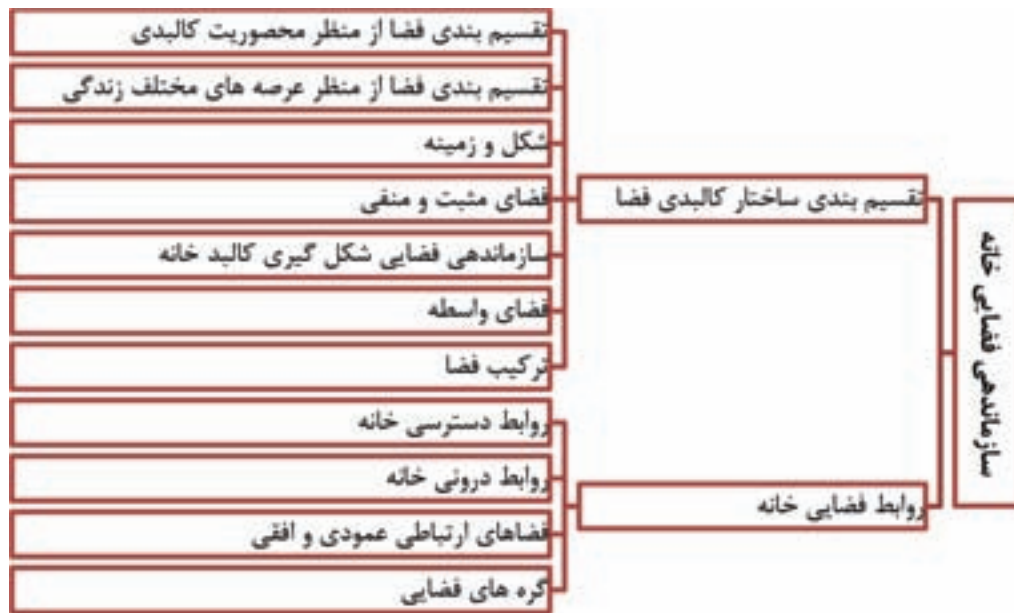 سازماندهی فضایی خانه
تقسیم بندی ساختار کالبدی فضا
تقسیم بندی فضا از منظر محصوریت کالبدی
تقسیم بندی فضا از منظر عرصه های مختلف زندگی
شکل و زمینه
فضای مثبت و منفی
سازماندهی فضایی شکل گیری کالبد خانه
فضای واسطه
ترکیب فضا
روابط فضایی خانه
روابط دسترسی خانه
روابط درونی خانه
فضاهای ارتباطی عمودی و افقی
گره های فضایی